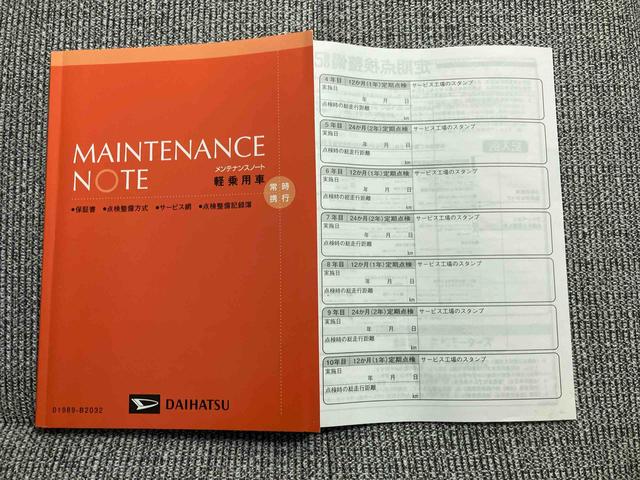 MAINTENANCE
NOTE
メンテナンスノート
軽乗用車
常時
携行
●保証書 ●点検整備方式 ●サービス網 ●点検整備記録簿
DAIHATSU
01989-B2032
4年目 12か月(1年)定期点検 サービス工場のスタンプ
実施日
年 月 日
点検時の総走行距離
km
5年目 24か月(2年)定期点検 サービス工場のスタンプ
実施日
年 月 日
点検時の総走行距離
km
6年目 12か月(1年)定期点検 サービス工場のスタンプ
実施日
年 月 日
点検時の総走行距離
km
7年目 24か月(2年)定期点検 サービス工場のスタンプ
実施日
年 月 日
点検時の総走行距離
km
8年目 12か月(1年)定期点検 サービス工場のスタンプ
実施日
年 月 日
点検時の総走行距離
km
9年目 24か月(2年)定期点検 サービス工場のスタンプ
実施日
年 月 日
点検時の総走行距離
km
10年目 12か月(1年)定期点検 サービス工場のスタンプ
実施日
年 月 日
点検時の総走行距離
km